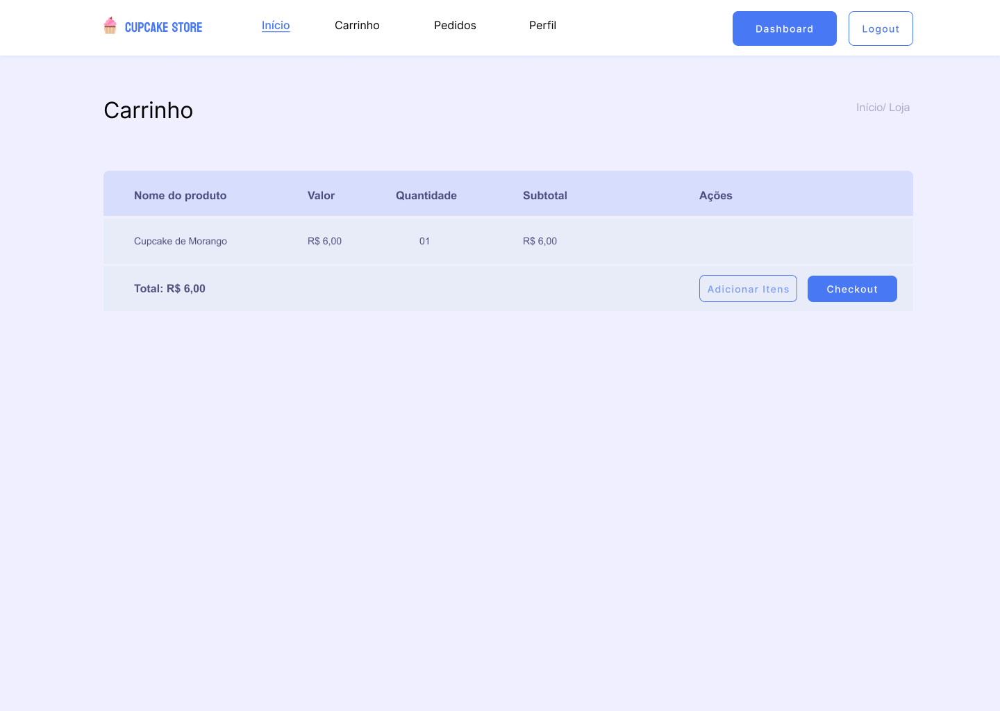 CUPCAKE STORE
Início
Carrinho
Pedidos
Perfil
Dashboard
Logout
Carrinho
Início/ Loja
Nome do produto
Valor
Quantidade
Subtotal
Ações
Cupcake de Morango
R$ 6,00
01
R$ 6,00
Total: R$ 6,00
Adicionar Itens
Checkout